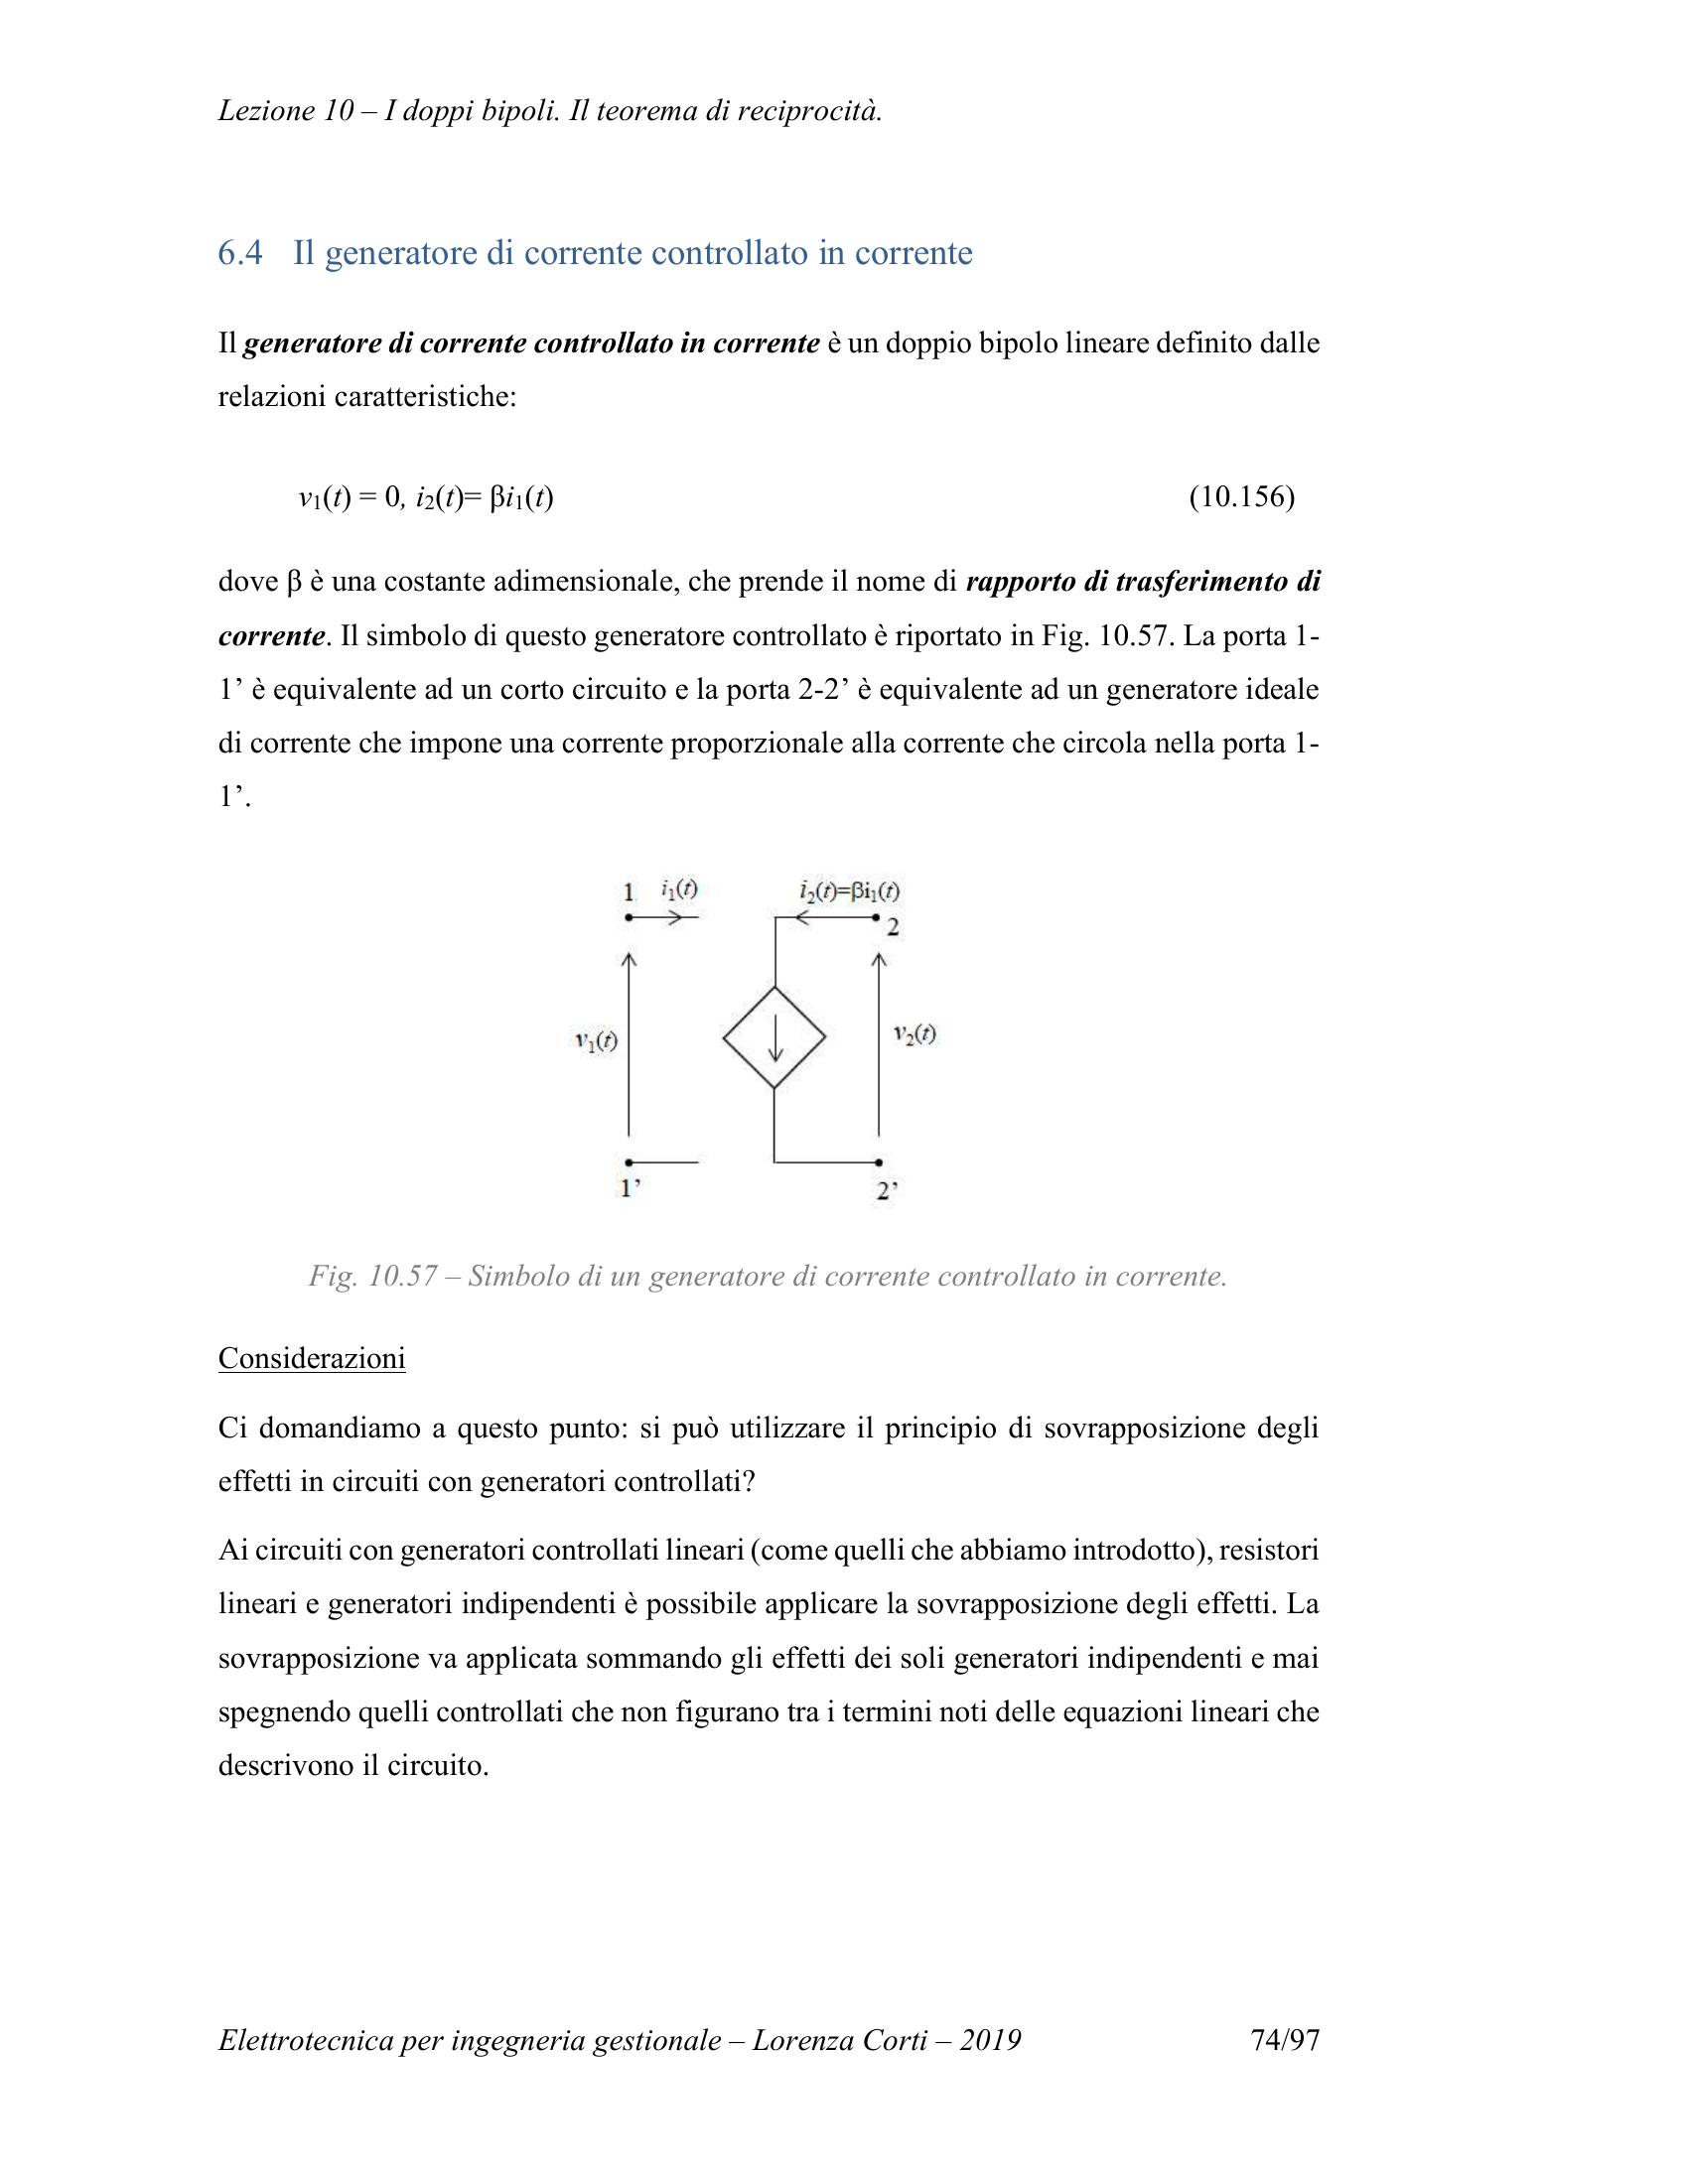 Lezione 10 – I doppi bipoli. Il teorema di reciprocità.
6.4 Il generatore di corrente controllato in corrente
Il generatore di corrente controllato in corrente è un doppio bipolo lineare definito dalle
relazioni caratteristiche:
v₁(t) = 0, i₂(t)= βi₁(t) (10.156)
dove β è una costante adimensionale, che prende il nome di rapporto di trasferimento di
corrente. Il simbolo di questo generatore controllato è riportato in Fig. 10.57. La porta 1-
1’ è equivalente ad un corto circuito e la porta 2-2’ è equivalente ad un generatore ideale
di corrente che impone una corrente proporzionale alla corrente che circola nella porta 1-
1’.
1 i₁(t) i₂(t)=βi₁(t)
2
v₁(t) v₂(t)
1’ 2’
Fig. 10.57 – Simbolo di un generatore di corrente controllato in corrente.
Considerazioni
Ci domandiamo a questo punto: si può utilizzare il principio di sovrapposizione degli
effetti in circuiti con generatori controllati?
Ai circuiti con generatori controllati lineari (come quelli che abbiamo introdotto), resistori
lineari e generatori indipendenti è possibile applicare la sovrapposizione degli effetti. La
sovrapposizione va applicata sommando gli effetti dei soli generatori indipendenti e mai
spegnendo quelli controllati che non figurano tra i termini noti delle equazioni lineari che
descrivono il circuito.
Elettrotecnica per ingegneria gestionale – Lorenza Corti – 2019 74/97